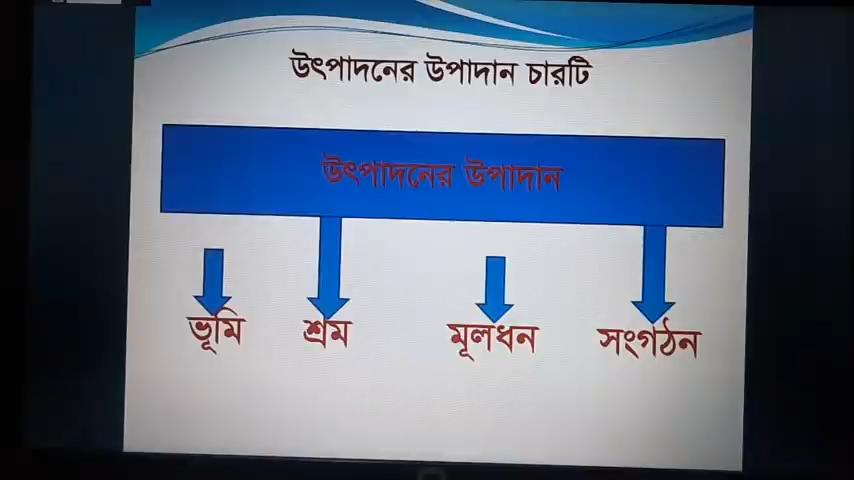 উৎপাদনের উপাদান চারটি
উৎপাদনের উপাদান
ভূমি শ্রম মূলধন সংগঠন